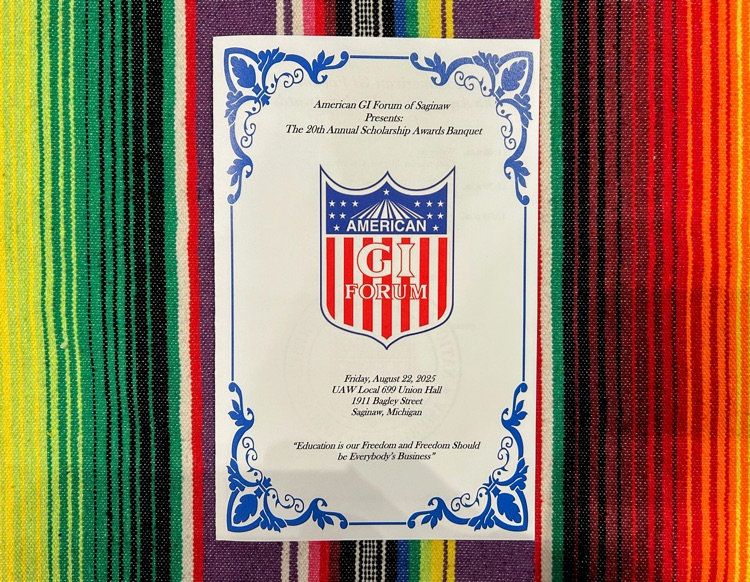 American GI Forum of Saginaw
Presents:
The 20th Annual Scholarship Awards Banquet
AMERICAN
GI
FORUM
Friday, August 22, 2025
UAW Local 699 Union Hall
1911 Bagley Street
Saginaw, Michigan
"Education is our Freedom and Freedom Should
be Everybody's Business"